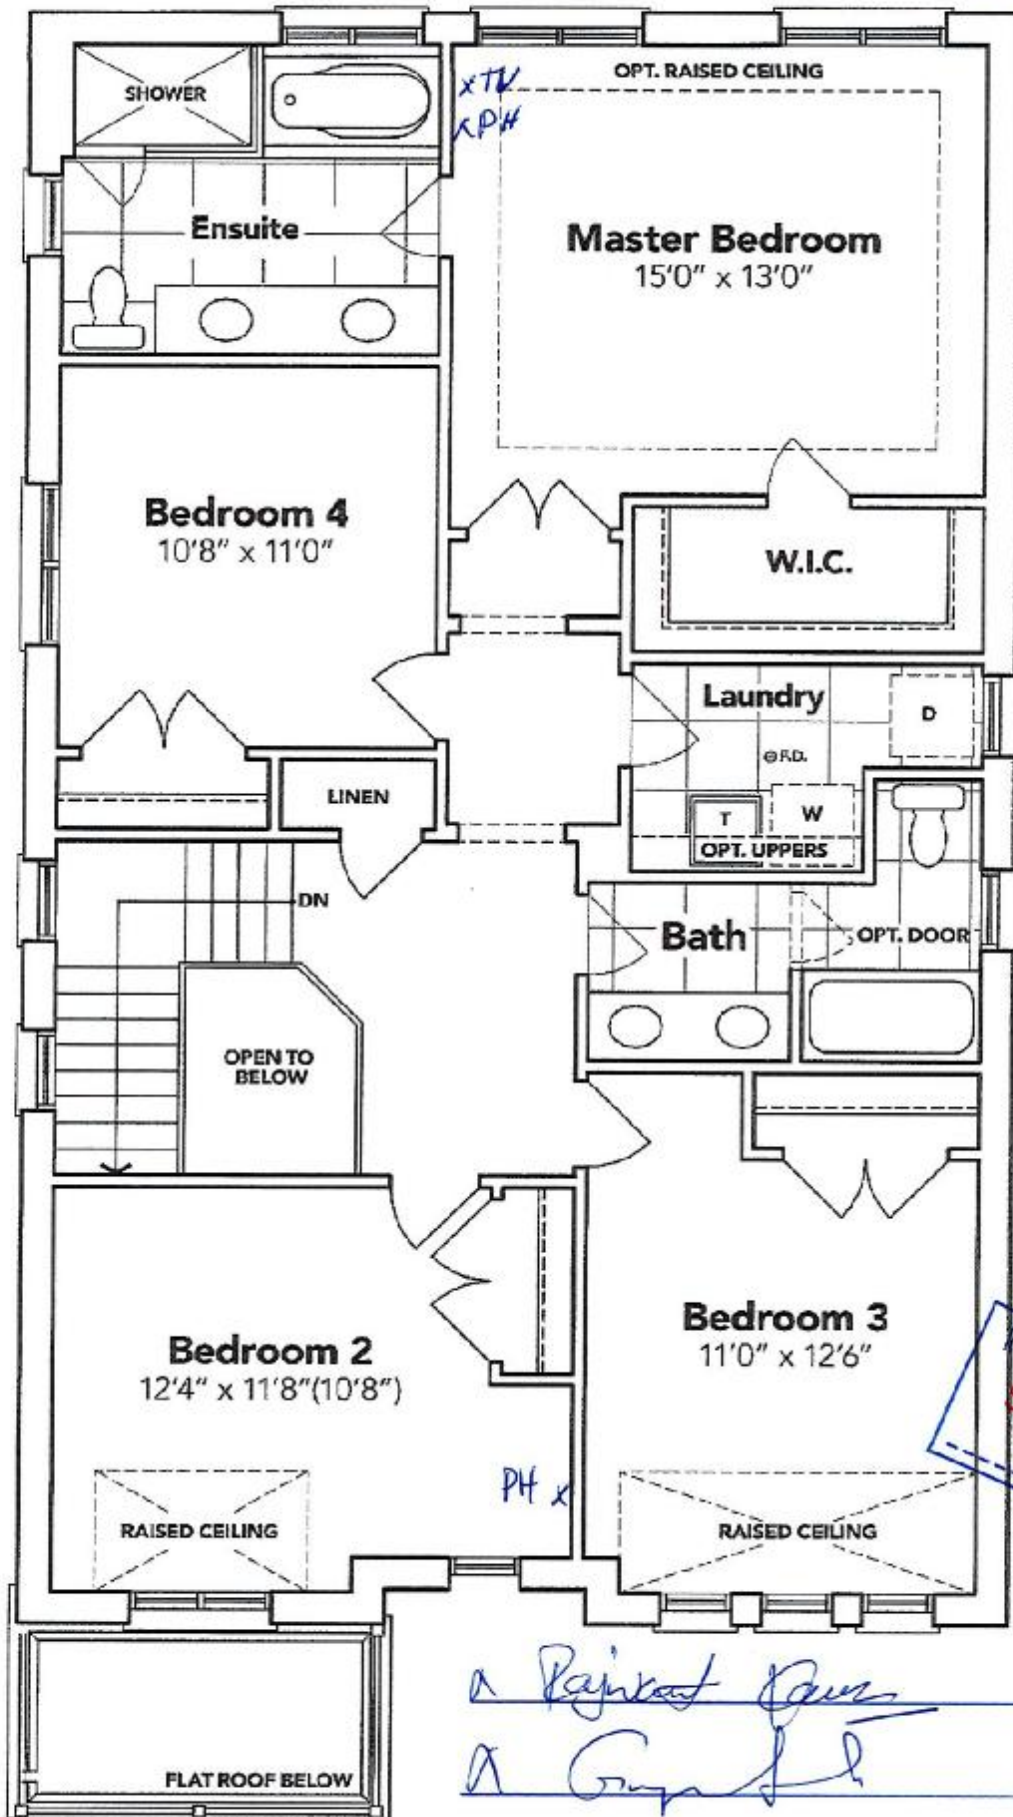 OPT. RAISED CEILING
SHOWER
x TV
x PH
Ensuite
Master Bedroom
15'0" x 13'0"
Bedroom 4
10'8" x 11'0"
W.I.C.
Laundry
D
F.D.
LINEN
T
W
OPT. UPPERS
DN
Bath
OPT. DOOR
OPEN TO
BELOW
Bedroom 3
11'0" x 12'6"
Bedroom 2
12'4" x 11'8"(10'8")
PH x
RAISED CEILING
RAISED CEILING
FLAT ROOF BELOW